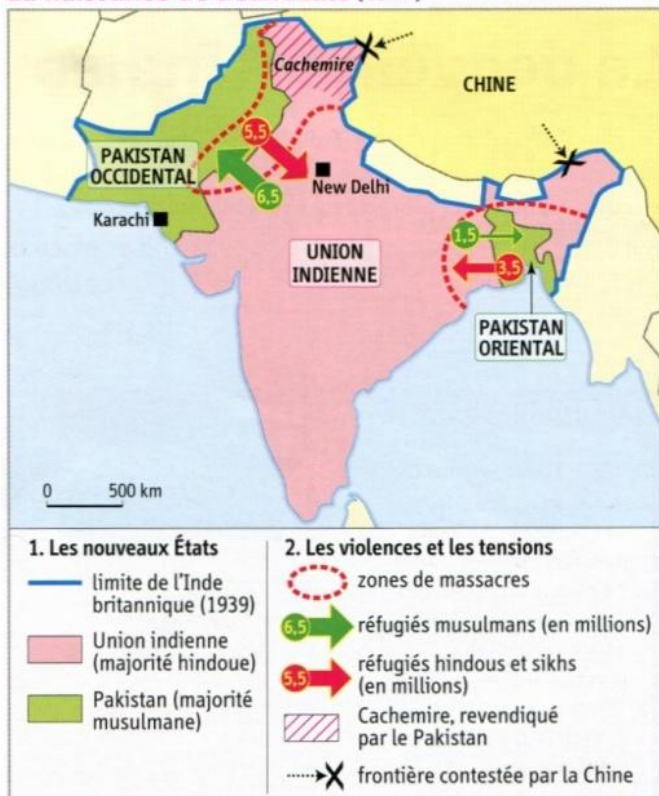 Cachemire
CHINE
5,5
PAKISTAN
OCCIDENTAL
6,5
New Delhi
Karachi
UNION
INDIENNE
1,5
3,5
PAKISTAN
ORIENTAL
0 500 km
1. Les nouveaux États
limite de l'Inde
britannique (1939)
Union indienne
(majorité hindoue)
Pakistan (majorité
musulmane)
2. Les violences et les tensions
zones de massacres
6,5 réfugiés musulmans (en millions)
5,5 réfugiés hindous et sikhs
(en millions)
Cachemire, revendiqué
par le Pakistan
frontière contestée par la Chine